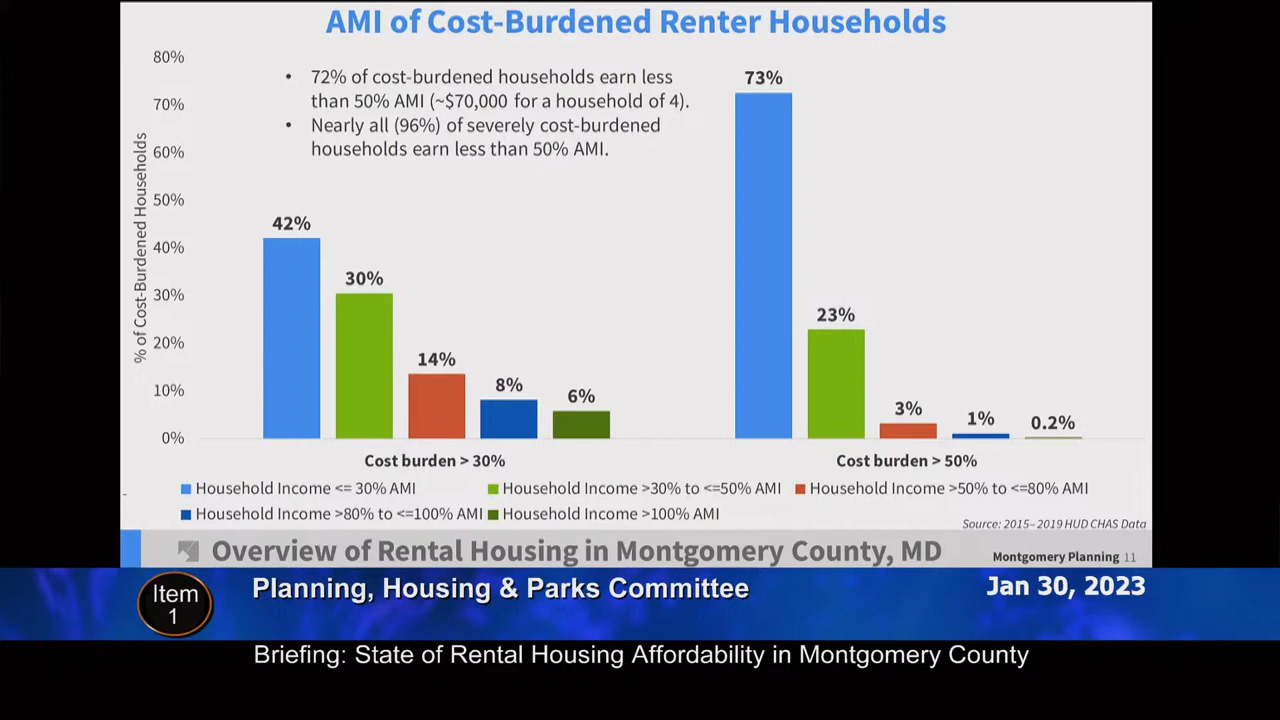 AMI of Cost-Burdened Renter Households
• 72% of cost-burdened households earn less
than 50% AMI (~$70,000 for a household of 4).
• Nearly all (96%) of severely cost-burdened
households earn less than 50% AMI.
% of Cost-Burdened Households
80%
70%
60%
50%
40%
30%
20%
10%
0%
42%
30%
14%
8%
6%
73%
23%
3%
1%
0.2%
Cost burden > 30%
Cost burden > 50%
Household Income <= 30% AMI
Household Income >30% to <=50% AMI
Household Income >50% to <=80% AMI
Household Income >80% to <=100% AMI
Household Income >100% AMI
Source: 2015–2019 HUD CHAS Data
Overview of Rental Housing in Montgomery County, MD
Montgomery Planning 11
Item
1
Planning, Housing & Parks Committee
Jan 30, 2023
Briefing: State of Rental Housing Affordability in Montgomery County